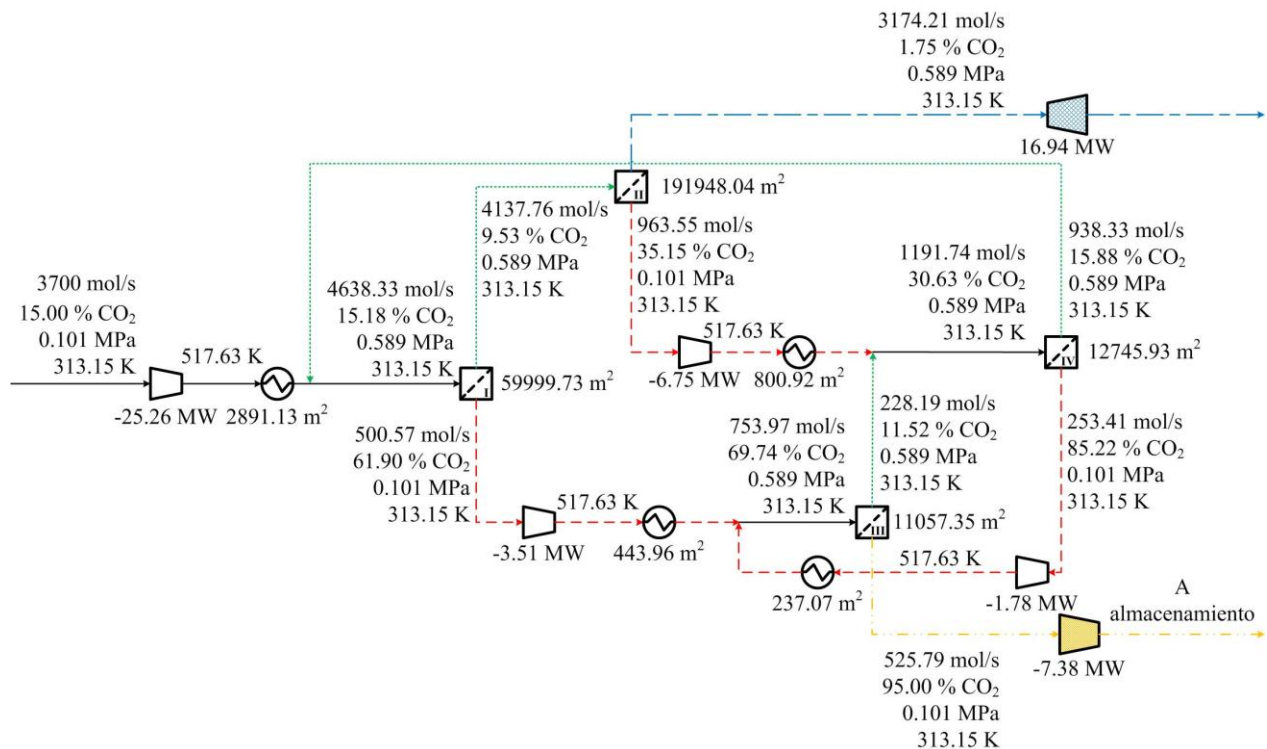 3174.21 mol/s
1.75 % CO₂
0.589 MPa
313.15 K
16.94 MW
II
191948.04 m²
4137.76 mol/s
9.53 % CO₂
0.589 MPa
313.15 K
963.55 mol/s
35.15 % CO₂
0.101 MPa
313.15 K
1191.74 mol/s
30.63 % CO₂
0.589 MPa
313.15 K
938.33 mol/s
15.88 % CO₂
0.589 MPa
313.15 K
3700 mol/s
15.00 % CO₂
0.101 MPa
313.15 K
517.63 K
4638.33 mol/s
15.18 % CO₂
0.589 MPa
313.15 K
-25.26 MW
2891.13 m²
I
59999.73 m²
517.63 K
-6.75 MW
800.92 m²
IV
12745.93 m²
500.57 mol/s
61.90 % CO₂
0.101 MPa
313.15 K
517.63 K
-3.51 MW
443.96 m²
753.97 mol/s
69.74 % CO₂
0.589 MPa
313.15 K
228.19 mol/s
11.52 % CO₂
0.589 MPa
313.15 K
253.41 mol/s
85.22 % CO₂
0.101 MPa
313.15 K
III
11057.35 m²
517.63 K
237.07 m²
-1.78 MW
A
almacenamiento
-7.38 MW
525.79 mol/s
95.00 % CO₂
0.101 MPa
313.15 K